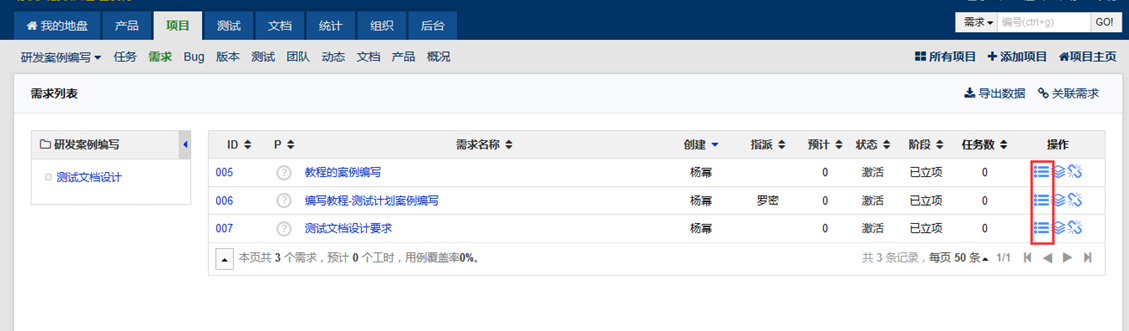 我的地盘 产品 项目 测试 文档 统计 组织 后台
需求 编号(ctrl+g) GO!
研发案例编写 任务 需求 Bug 版本 测试 团队 动态 文档 产品 概况
所有项目 添加项目 项目主页
需求列表
导出数据 关联需求
研发案例编写
测试文档设计
ID P 需求名称 创建 指派 预计 状态 阶段 任务数 操作
005 ? 教程的案例编写 杨幂 0 激活 已立项 0
006 ? 编写教程-测试计划案例编写 杨幂 罗密 0 激活 已立项 0
007 ? 测试文档设计要求 杨幂 0 激活 已立项 0
本页共 3 个需求，预计 0 个工时，用例覆盖率0%。
共 3 条记录，每页 50 条 1/1